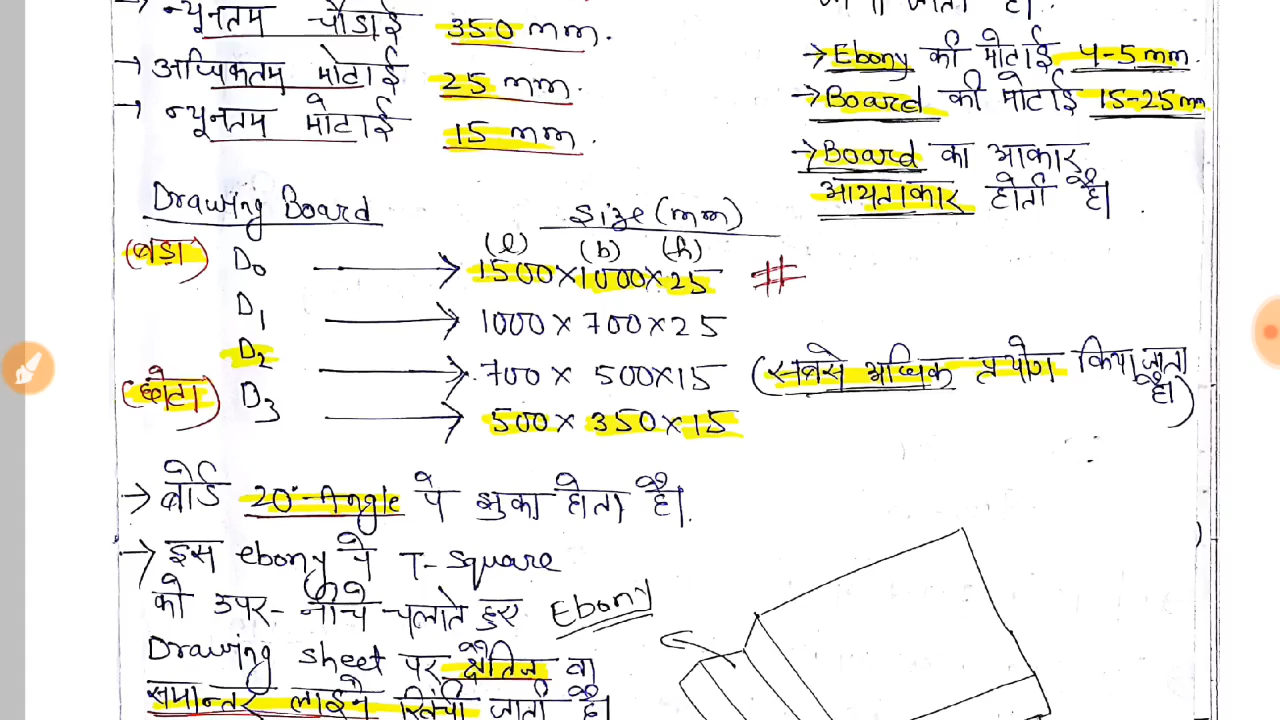 → न्यूनतम चौडाई 350 mm.
→ अधिकतम मोटाई 25 mm.
→ न्यूनतम मोटाई 15 mm.
→ Ebony की मोटाई 4-5 mm
→ Board की मोटाई 15-25 mm
→ Board का आकार
आयताकार होती है।
Drawing Board Size (mm)
(l) (b) (h)
(बड़ा) D0 → 1500 × 1000 × 25 #
D1 → 1000 × 700 × 25
D2 → 700 × 500 × 15 (सबसे अधिक प्रयोग किया जाता है।)
(छोटा) D3 → 500 × 350 × 15
→ बोर्ड 20° Angle पे झुका होता है।
→ इस ebony पे T-Square
को उपर-नीचे चलाते हुए
Ebony
Drawing sheet पर क्षैतिज वा
समान्तर लाइने खिंची जाती है।